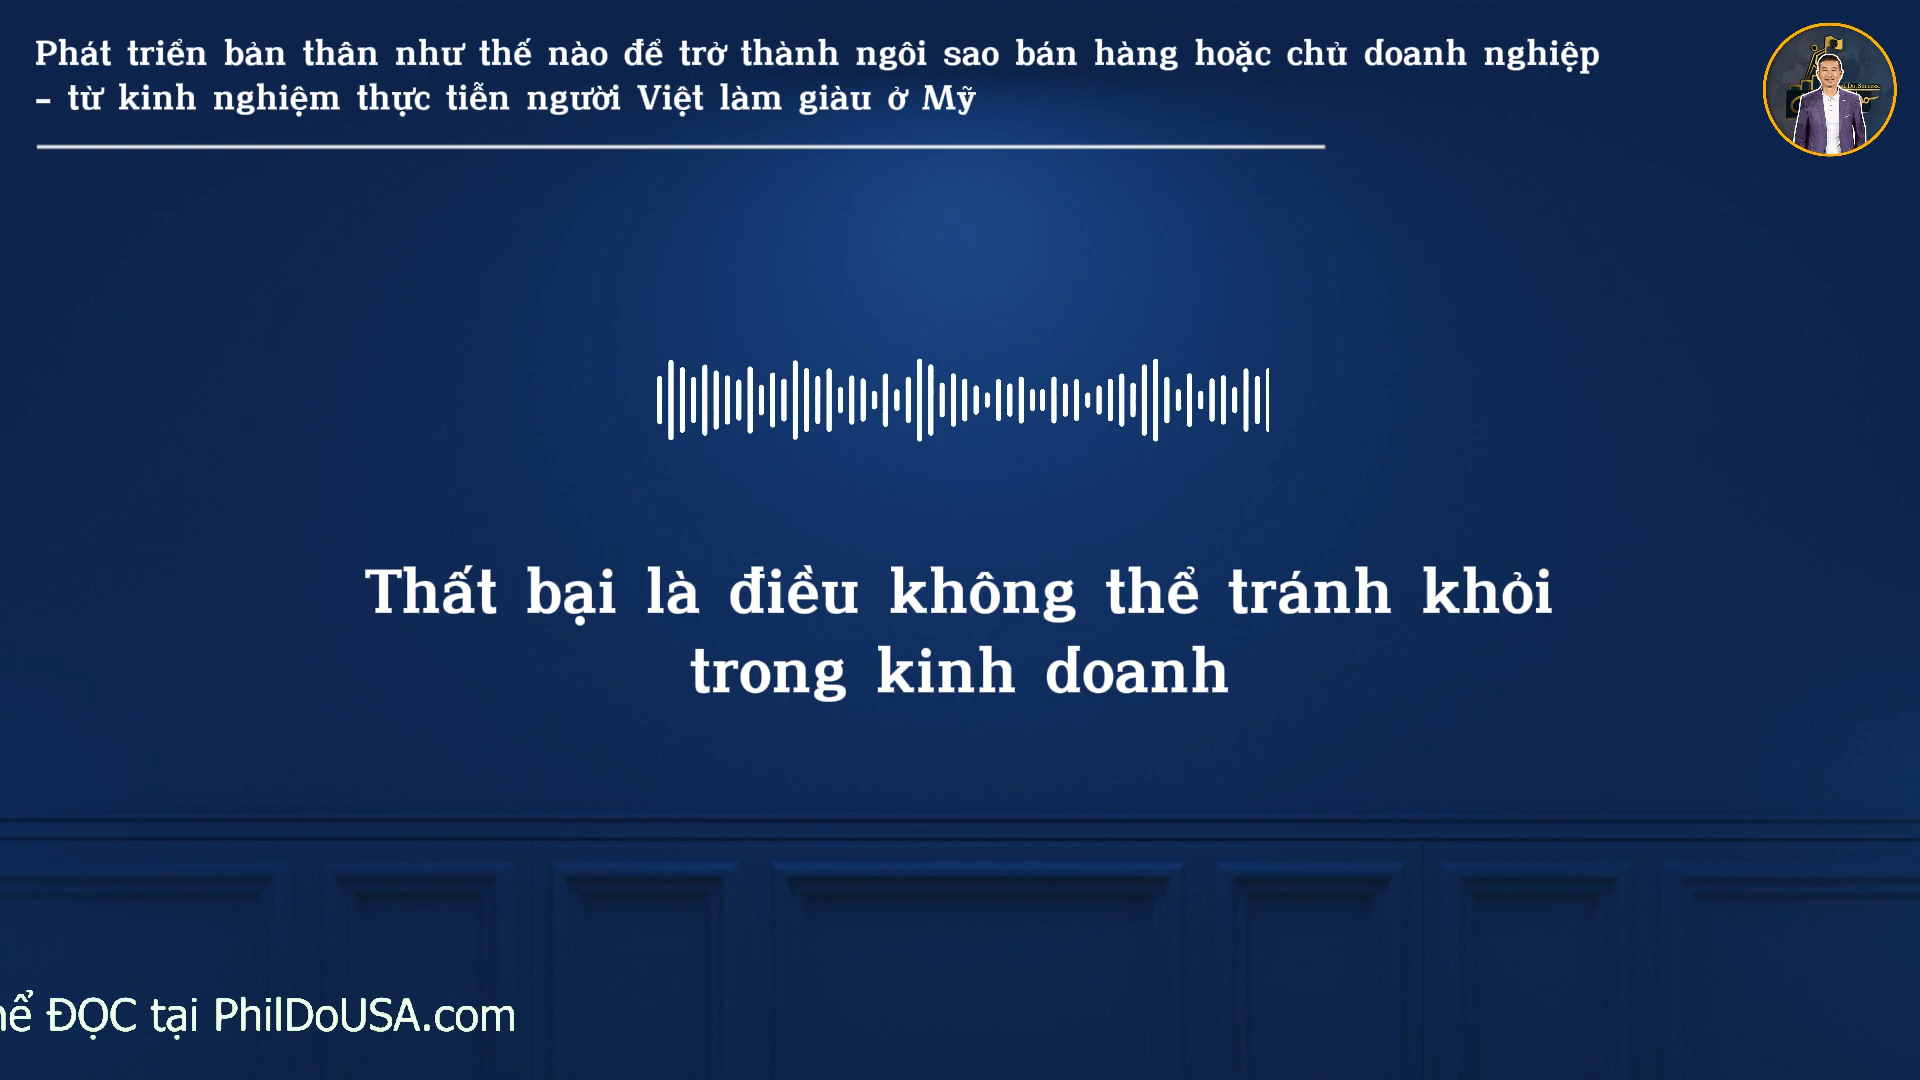 Phát triển bản thân như thế nào để trở thành ngôi sao bán hàng hoặc chủ doanh nghiệp
– từ kinh nghiệm thực tiễn người Việt làm giàu ở Mỹ
Thất bại là điều không thể tránh khỏi
trong kinh doanh
ĐỌC tại PhilDoUSA.com